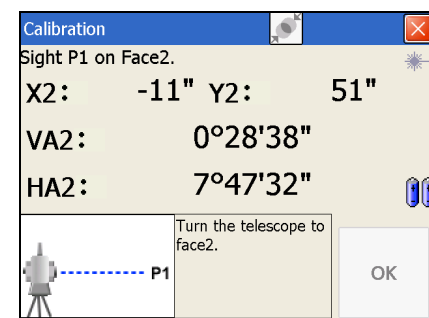 Calibration
Sight P1 on Face2.
X2: -11" Y2: 51"
VA2: 0°28'38"
HA2: 7°47'32"
Turn the telescope to
face2.
P1
OK